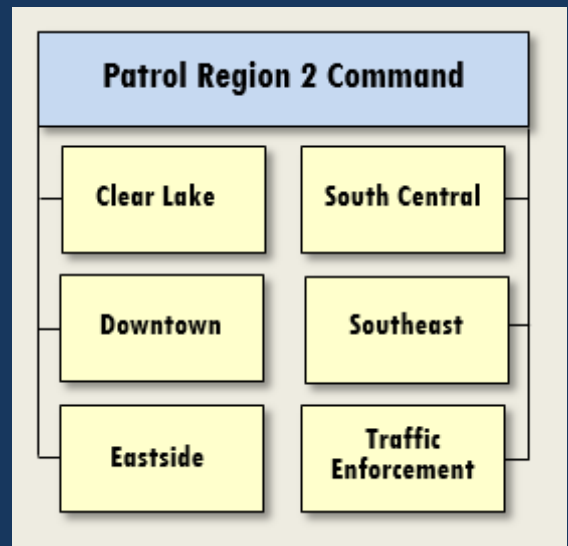 Patrol Region 2 Command
Clear Lake
South Central
Downtown
Southeast
Eastside
Traffic
Enforcement